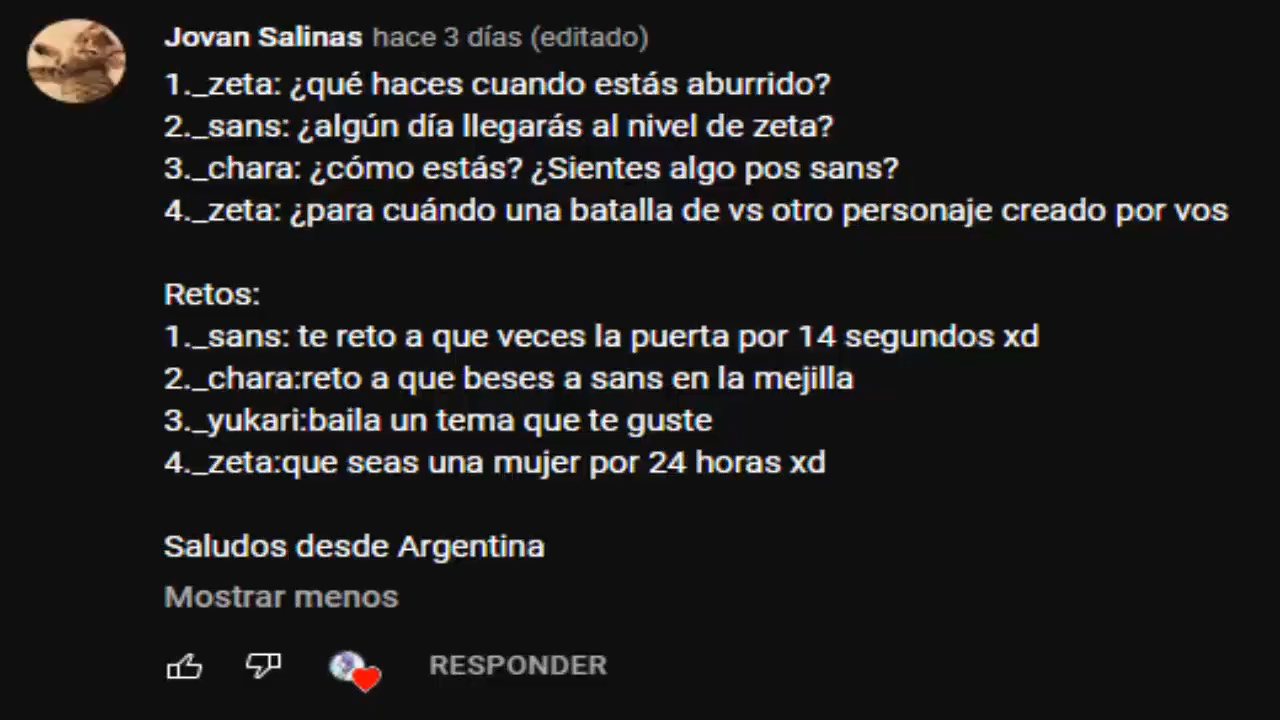 Jovan Salinas hace 3 días (editado)
1._zeta: ¿qué haces cuando estás aburrido?
2._sans: ¿algún día llegarás al nivel de zeta?
3._chara: ¿cómo estás? ¿Sientes algo pos sans?
4._zeta: ¿para cuándo una batalla de vs otro personaje creado por vos
Retos:
1._sans: te reto a que veces la puerta por 14 segundos xd
2._chara:reto a que beses a sans en la mejilla
3._yukari:baila un tema que te guste
4._zeta:que seas una mujer por 24 horas xd
Saludos desde Argentina
Mostrar menos
RESPONDER